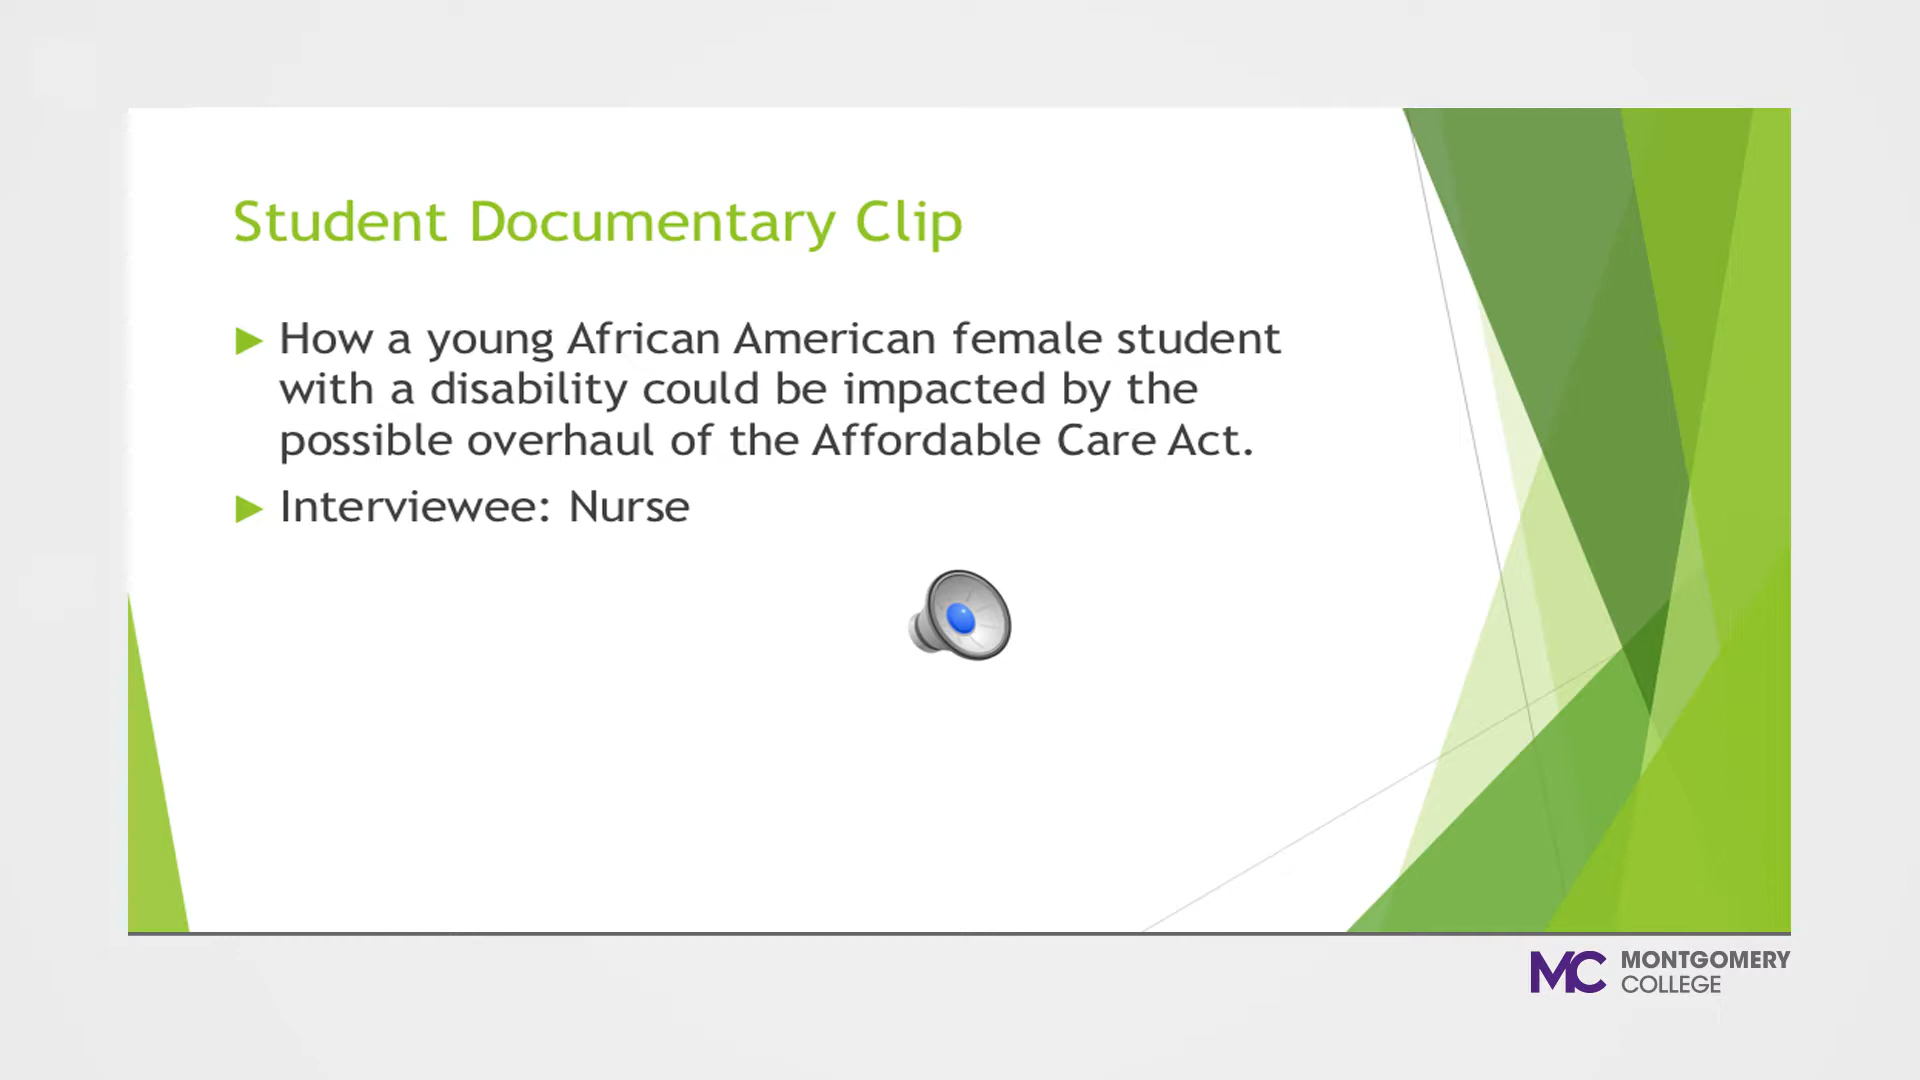 Student Documentary Clip
How a young African American female student
with a disability could be impacted by the
possible overhaul of the Affordable Care Act.
Interviewee: Nurse
MC MONTGOMERY
COLLEGE